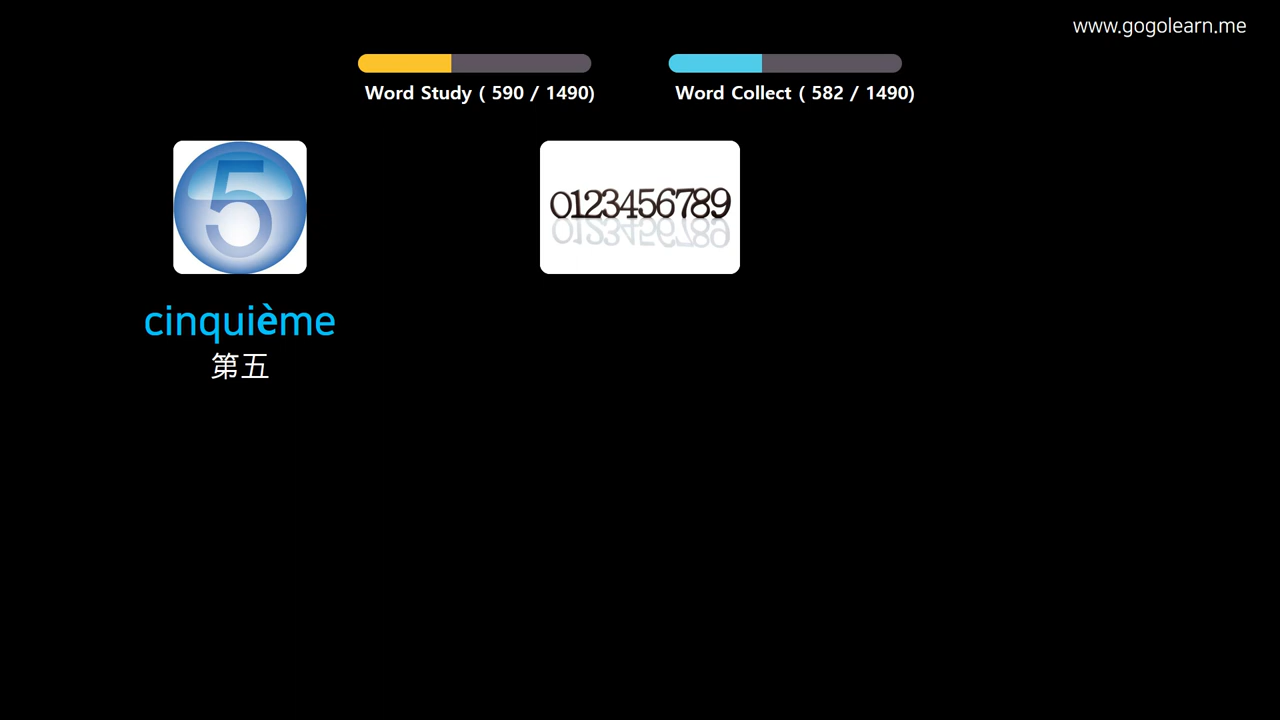 www.gogolearn.me
Word Study ( 590 / 1490)
Word Collect ( 582 / 1490)
5
0123456789
cinquième
第五